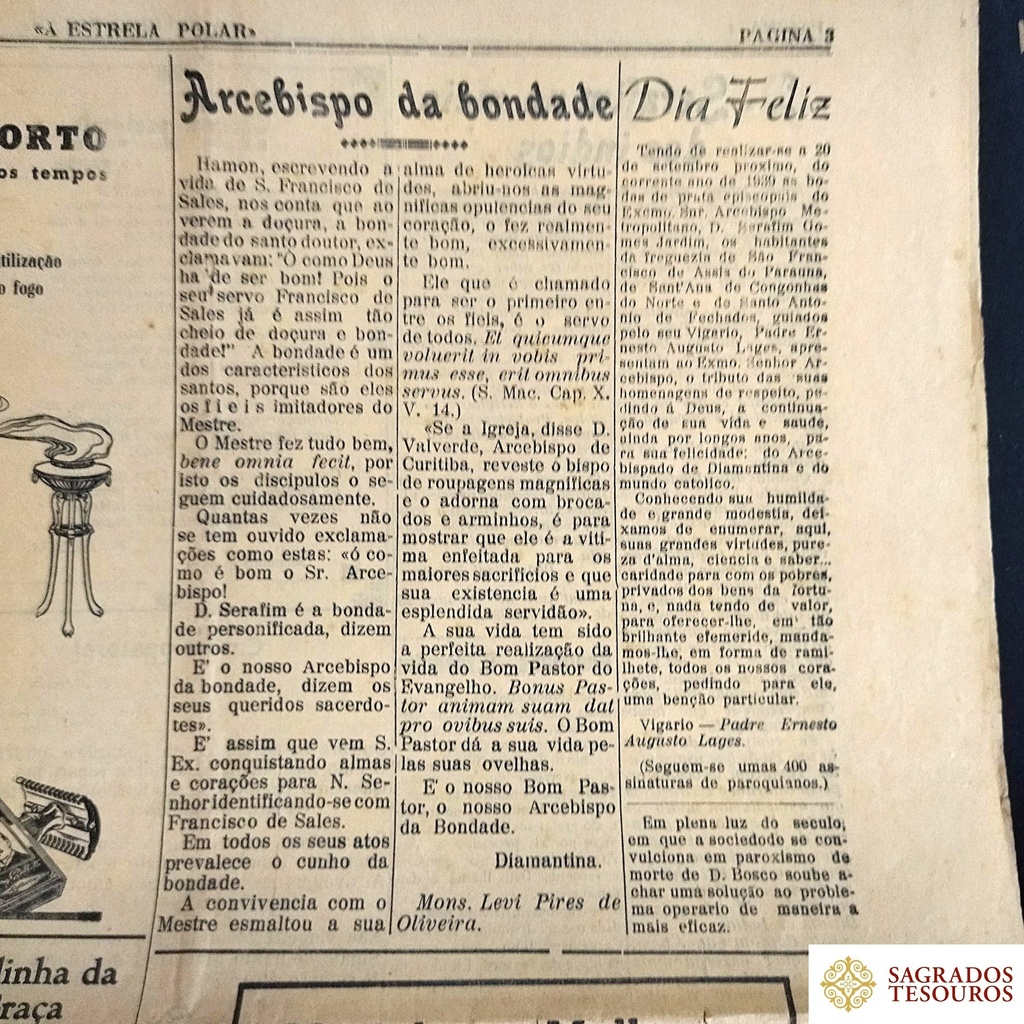 «A ESTRELA POLAR»
PAGINA 3
ORTO
os tempos
tilização
o fogo
linha da
raça
Arcebispo da bondade
Hamon, escrevendo a
vida de S. Francisco de
Sales, nos conta que ao
verem a doçura, a bon-
dade do santo doutor, ex-
clamavam: "O como Deus
ha de ser bom! Pois o
seu servo Francisco de
Sales já é assim tão
cheio de doçura e bon-
dade!" A bondade é um
dos caracteristicos dos
santos, porque são eles
os fieis imitadores do
Mestre.
O Mestre fez tudo bem,
bene omnia fecit, por
isto os discipulos o se-
guem cuidadosamente.
Quantas vezes não
se tem ouvido exclama-
ções como estas: «ó co-
mo é bom o Sr. Arce-
bispo!
D. Serafim é a bonda-
de personificada, dizem
outros.
E' o nosso Arcebispo
da bondade, dizem os
seus queridos sacerdo-
tes».
E' assim que vem S.
Ex. conquistando almas
e corações para N. Se-
nhor identificando-se com
Francisco de Sales.
Em todos os seus atos
prevalece o cunho da
bondade.
A convivencia com o
Mestre esmaltou a sua
alma de heroicas virtu-
des, abriu-nos as mag-
nificas opulencias do seu
coração, o fez realmen-
te bom, excessivamen-
te bom.
Ele que é chamado
para ser o primeiro en-
tre os fieis, é o servo
de todos. Et quicumque
voluerit in vobis pri-
mus esse, erit omnibus
servus. (S. Mac. Cap. X.
V. 14.)
«Se a Igreja, disse D.
Valverde, Arcebispo de
Curitiba, reveste o bispo
de roupagens magnificas
e o adorna com broca-
dos e arminhos, é para
mostrar que ele é a viti-
ma enfeitada para os
maiores sacrificios e que
sua existencia é uma
esplendida servidão».
A sua vida tem sido
a perfeita realização da
vida do Bom Pastor do
Evangelho. Bonus Pas-
tor animam suam dat
pro ovibus suis. O Bom
Pastor dá a sua vida pe-
las suas ovelhas.
E' o nosso Bom Pas-
tor, o nosso Arcebispo
da Bondade.
Diamantina.
Mons. Levi Pires de
Oliveira.
Dia Feliz
Tendo de realizar-se a 20
de setembro proximo, do
corrente ano de 1939 as bo-
das de prata episcopais do
Exemo. Snr. Arcebispo Me-
tropolitano, D. Serafim Go-
mes Jardim, os habitantes
da freguezia de São Fran-
cisco de Assis do Parauna,
de Sant'Ana de Congonhas
do Norte e de Santo Anto-
nio de Fechados, guiados
pelo seu Vigario, Padre Er-
nesto Augusto Lages, apre-
sentam ao Exmo. Senhor Ar-
cebispo, o tributo das suas
homenagens de respeito, pe-
dindo á Deus, a continua-
ção de sua vida e saude,
ainda por longos anos, pa-
ra sua felicidade: do Arce-
bispado de Diamantina e do
mundo catolico.
Conhecendo sua humilda-
de e grande modestia, dei-
xamos de enumerar, aqui,
suas grandes virtudes, pure-
za d'alma, ciencia e saber...
caridade para com os pobres,
privados dos bens da fortu-
na, e, nada tendo de valor,
para oferecer-lhe, em tão
brilhante efemeride, manda-
mos-lhe, em forma de rami-
lhete, todos os nossos cora-
ções, pedindo para ele,
uma benção particular.
Vigario — Padre Ernesto
Augusto Lages.
(Seguem-se umas 400 as-
sinaturas de paroquianos.)
Em plena luz do seculo,
em que a sociedode se con-
vulciona em paroxismo de
morte de D. Bosco soube a-
char uma solução ao proble-
ma operario de maneira a
mais eficaz.
SAGRADOS
TESOUROS